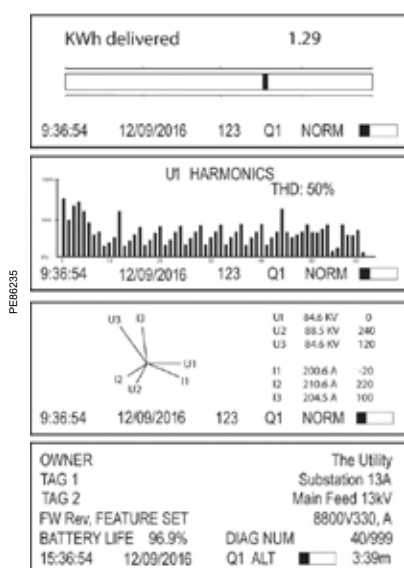 KWh delivered 1.29
9:36:54 12/09/2016 123 Q1 NORM
U1 HARMONICS
THD: 50%
100%
50%
0%
9:36:54 12/09/2016 123 Q1 NORM
PE86235
U3 I3
U1
I1
I2
U2
U1 84.6 KV 0
U2 88.5 KV 240
U3 84.6 KV 120
I1 200.6 A -20
I2 210.6 A 220
I3 204.5 A 100
9:36:54 12/09/2016 123 Q1 NORM
OWNER The Utility
TAG 1 Substation 13A
TAG 2 Main Feed 13kV
FW Rev, FEATURE SET 8800V330, A
BATTERY LIFE 96.9% DIAG NUM 40/999
15:36:54 12/09/2016 Q1 ALT 3:39m